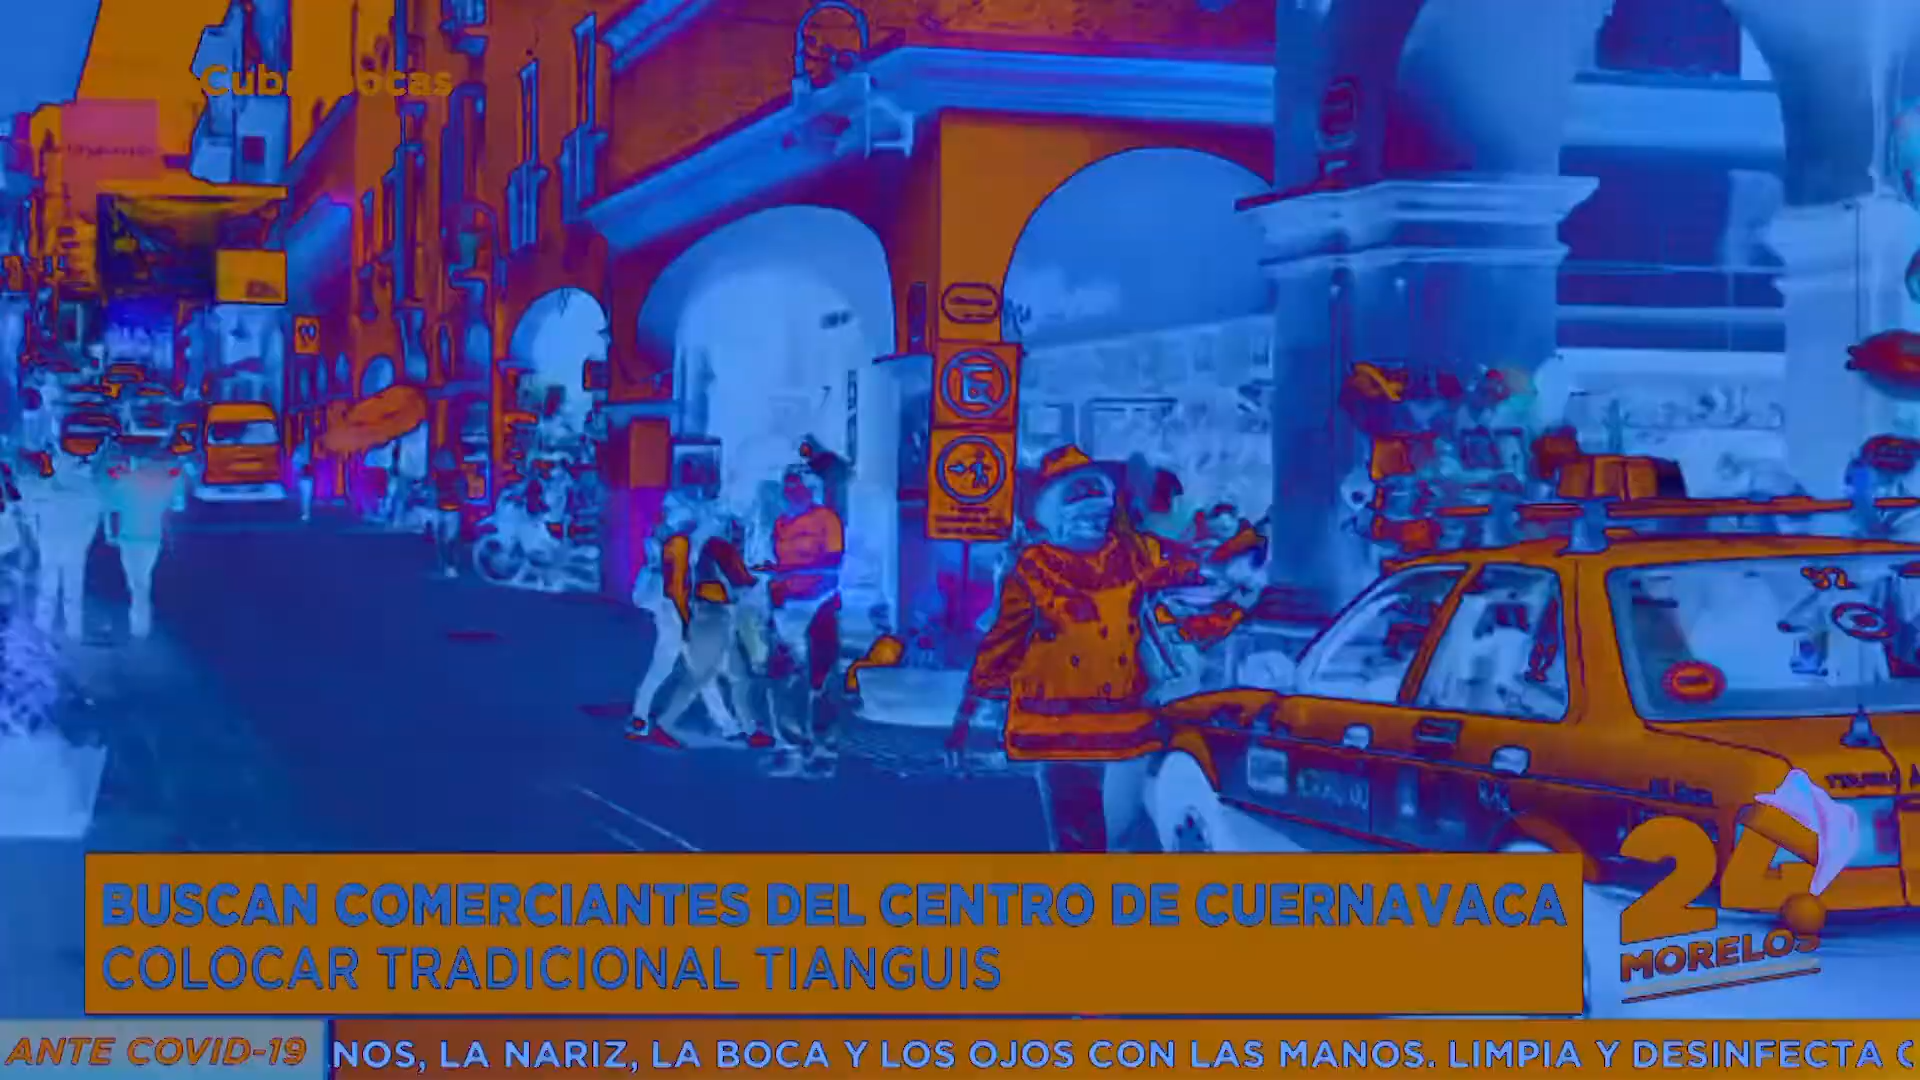 BUSCAN COMERCIANTES DEL CENTRO DE CUERNAVACA
COLOCAR TRADICIONAL TIANGUIS
24
MORELOS
ANTE COVID-19
NOS, LA NARIZ, LA BOCA Y LOS OJOS CON LAS MANOS. LIMPIA Y DESINFECTA